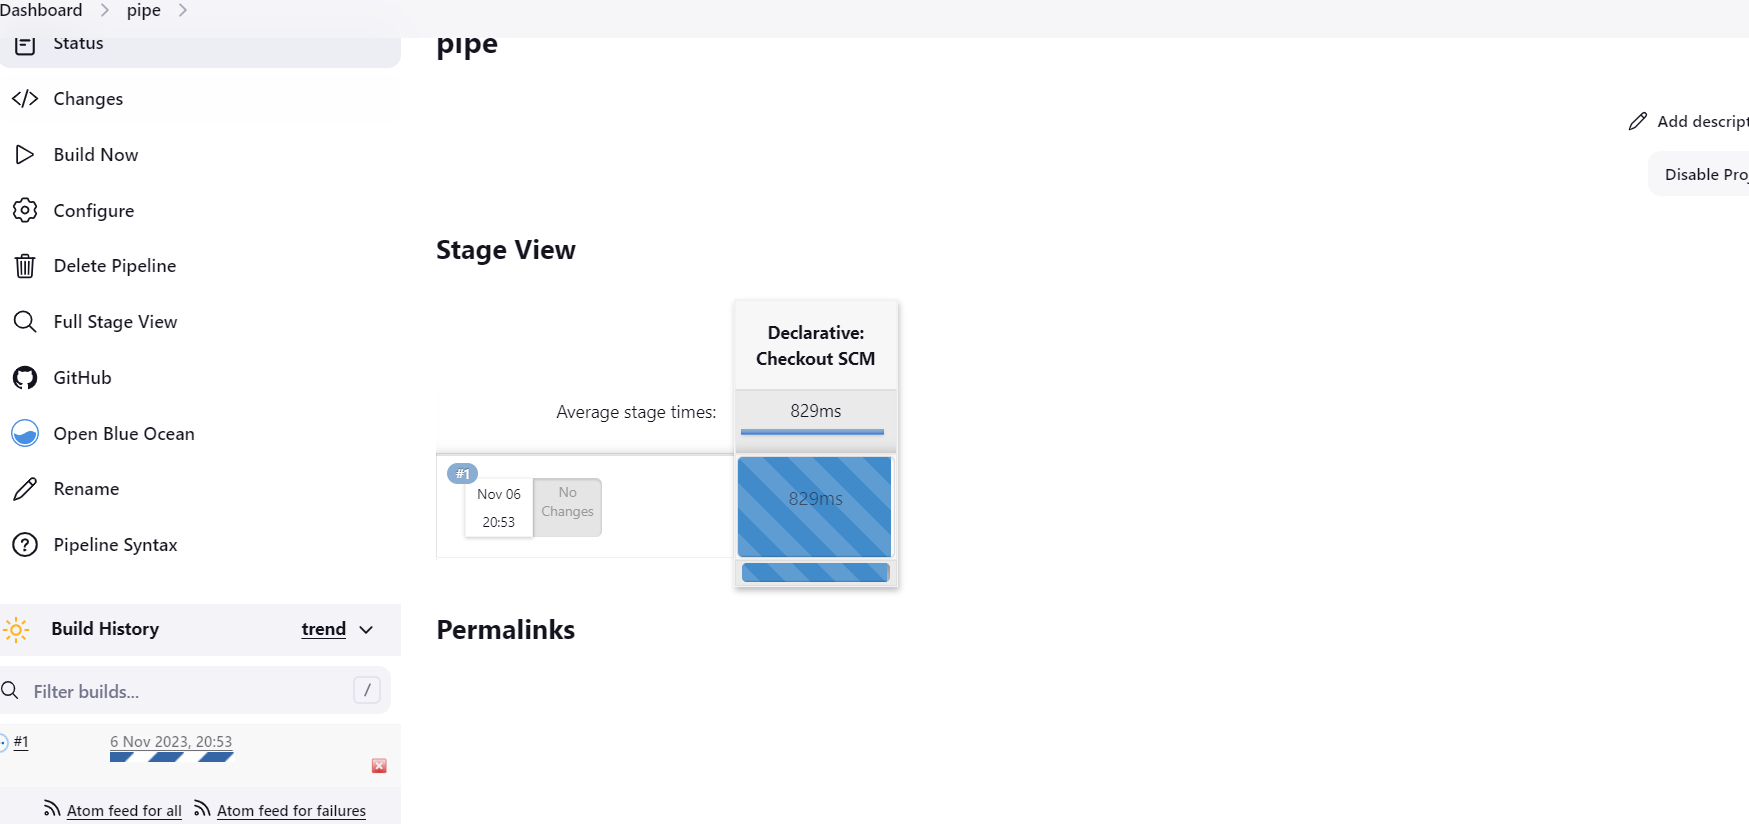 Dashboard
pipe
Status
Changes
Build Now
Configure
Delete Pipeline
Full Stage View
GitHub
Open Blue Ocean
Rename
Pipeline Syntax
Build History
trend
Filter builds...
/
#1
6 Nov 2023, 20:53
Atom feed for all
Atom feed for failures
pipe
Add descript
Disable Proj
Stage View
Declarative:
Checkout SCM
Average stage times:
829ms
#1
Nov 06
20:53
No
Changes
829ms
Permalinks